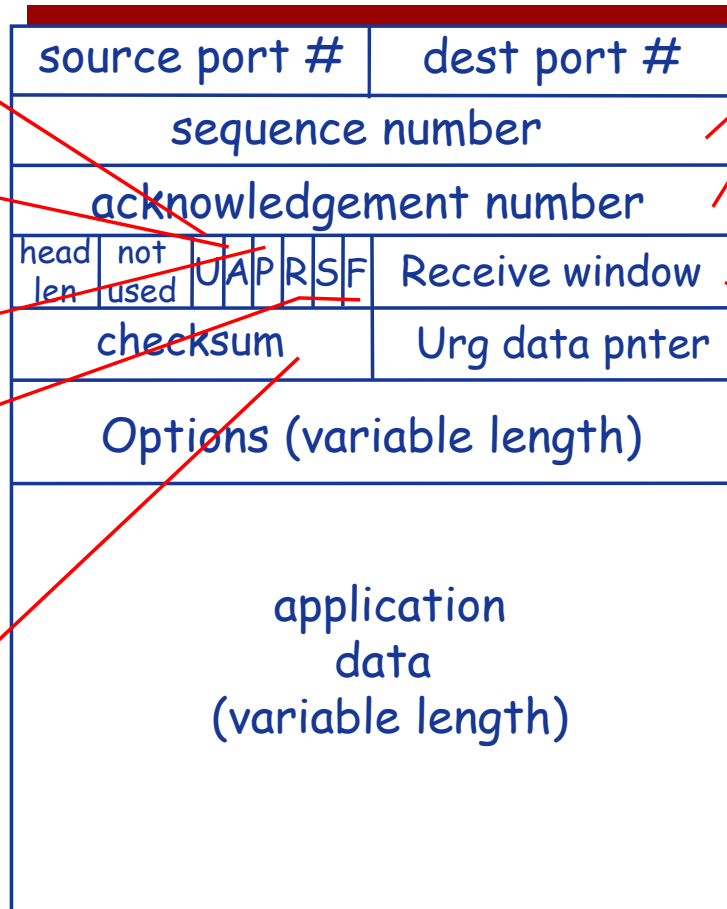 source port # dest port #
sequence number
acknowledgement number
head not U A P R S F Receive window
len used
checksum Urg data pnter
Options (variable length)
application
data
(variable length)